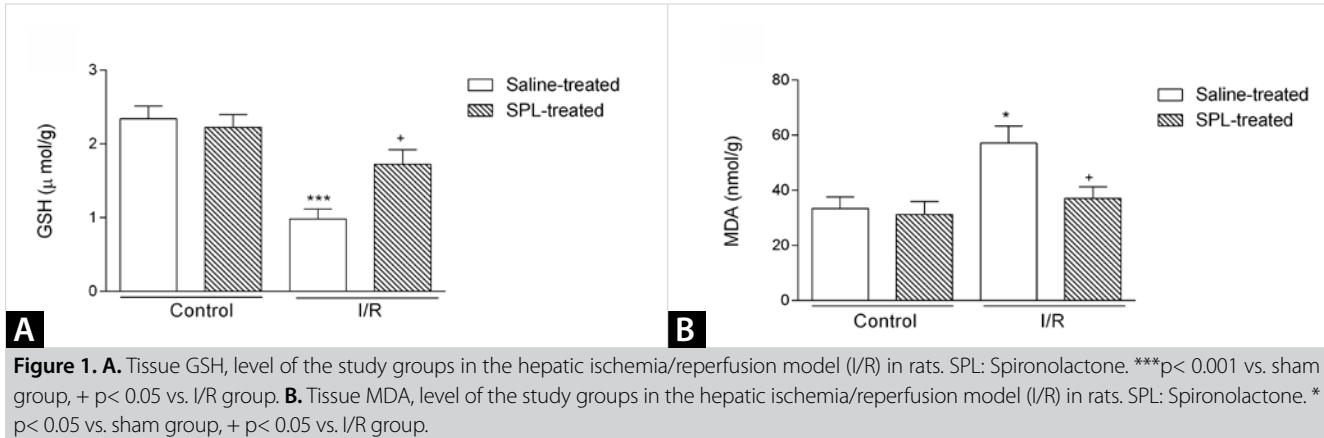 3
2
1
0
GSH (μ mol/g)
***
+
Control
I/R
Saline-treated
SPL-treated
A
80
60
40
20
0
MDA (nmol/g)
*
+
Control
I/R
Saline-treated
SPL-treated
B
Figure 1. A. Tissue GSH, level of the study groups in the hepatic ischemia/reperfusion model (I/R) in rats. SPL: Spironolactone. ***p< 0.001 vs. sham
group, + p< 0.05 vs. I/R group. B. Tissue MDA, level of the study groups in the hepatic ischemia/reperfusion model (I/R) in rats. SPL: Spironolactone. *
p< 0.05 vs. sham group, + p< 0.05 vs. I/R group.